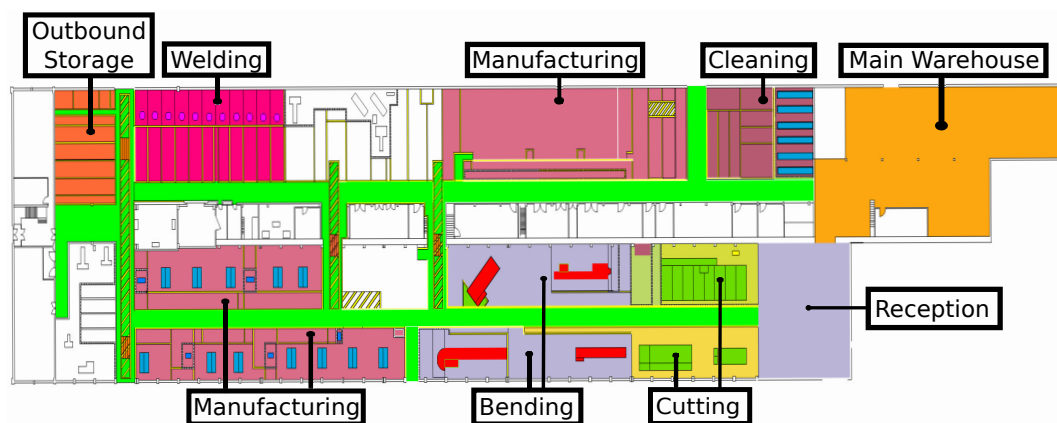 Outbound
Storage
Welding
Manufacturing
Cleaning
Main Warehouse
Reception
Manufacturing
Bending
Cutting